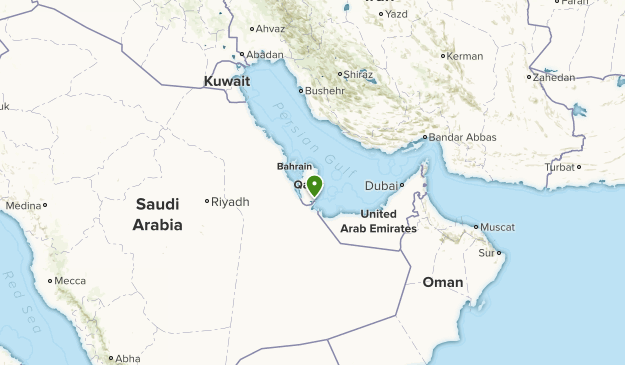 Iran
Yazd
Farah
Ahvaz
Abadan
Kerman
Zahedan
Kuwait
Shiraz
Bushehr
Persian Gulf
Bandar Abbas
Bahrain
Turbat
Qa
Dubai
Medina
Saudi
Arabia
Riyadh
United
Arab Emirates
Muscat
Sur
Mecca
Oman
Red Sea
Abha